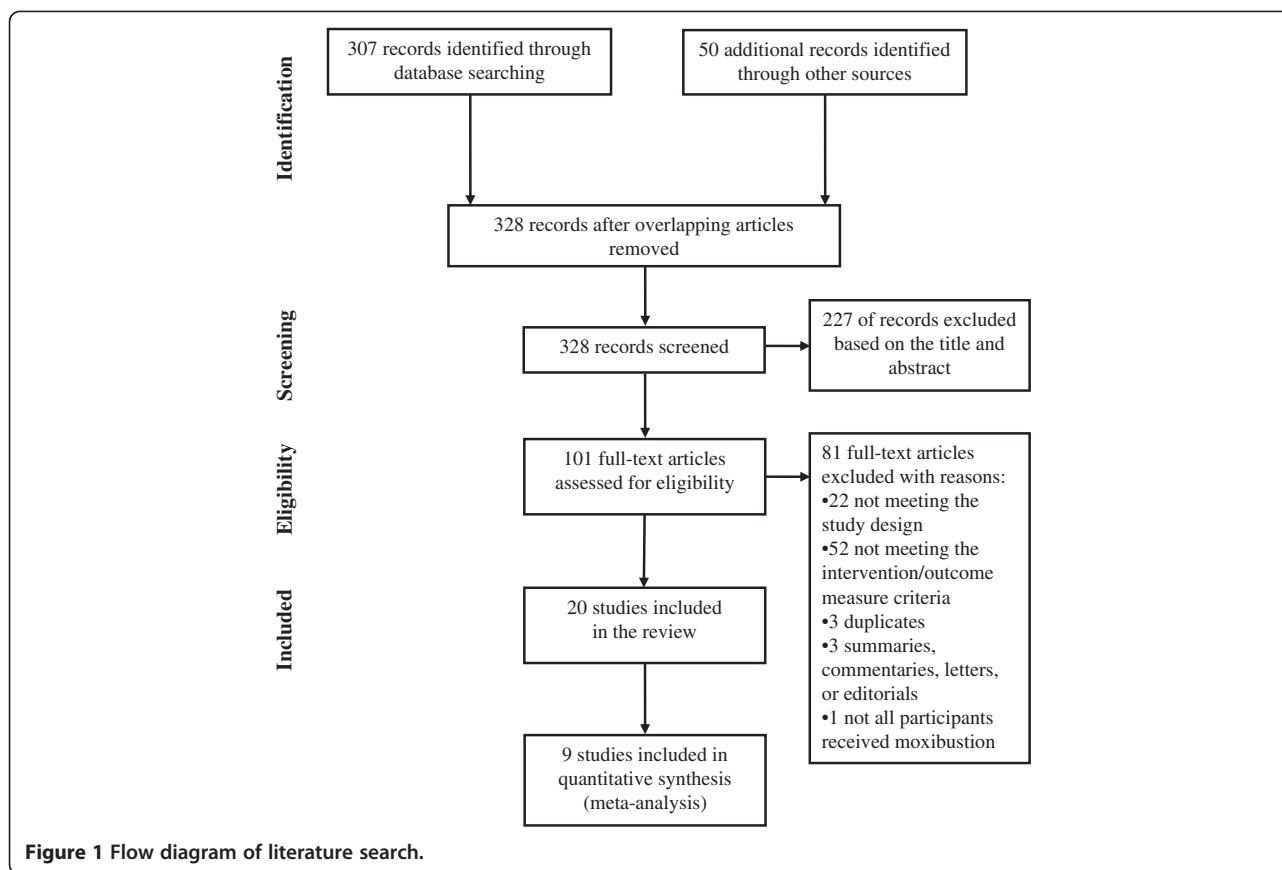 307 records identified through
database searching
50 additional records identified
through other sources
Identification
328 records after overlapping articles
removed
Screening
328 records screened
227 of records excluded
based on the title and
abstract
Eligibility
101 full-text articles
assessed for eligibility
81 full-text articles
excluded with reasons:
•22 not meeting the
study design
•52 not meeting the
intervention/outcome
measure criteria
•3 duplicates
•3 summaries,
commentaries, letters,
or editorials
•1 not all participants
received moxibustion
Included
20 studies included
in the review
9 studies included in
quantitative synthesis
(meta-analysis)
Figure 1 Flow diagram of literature search.